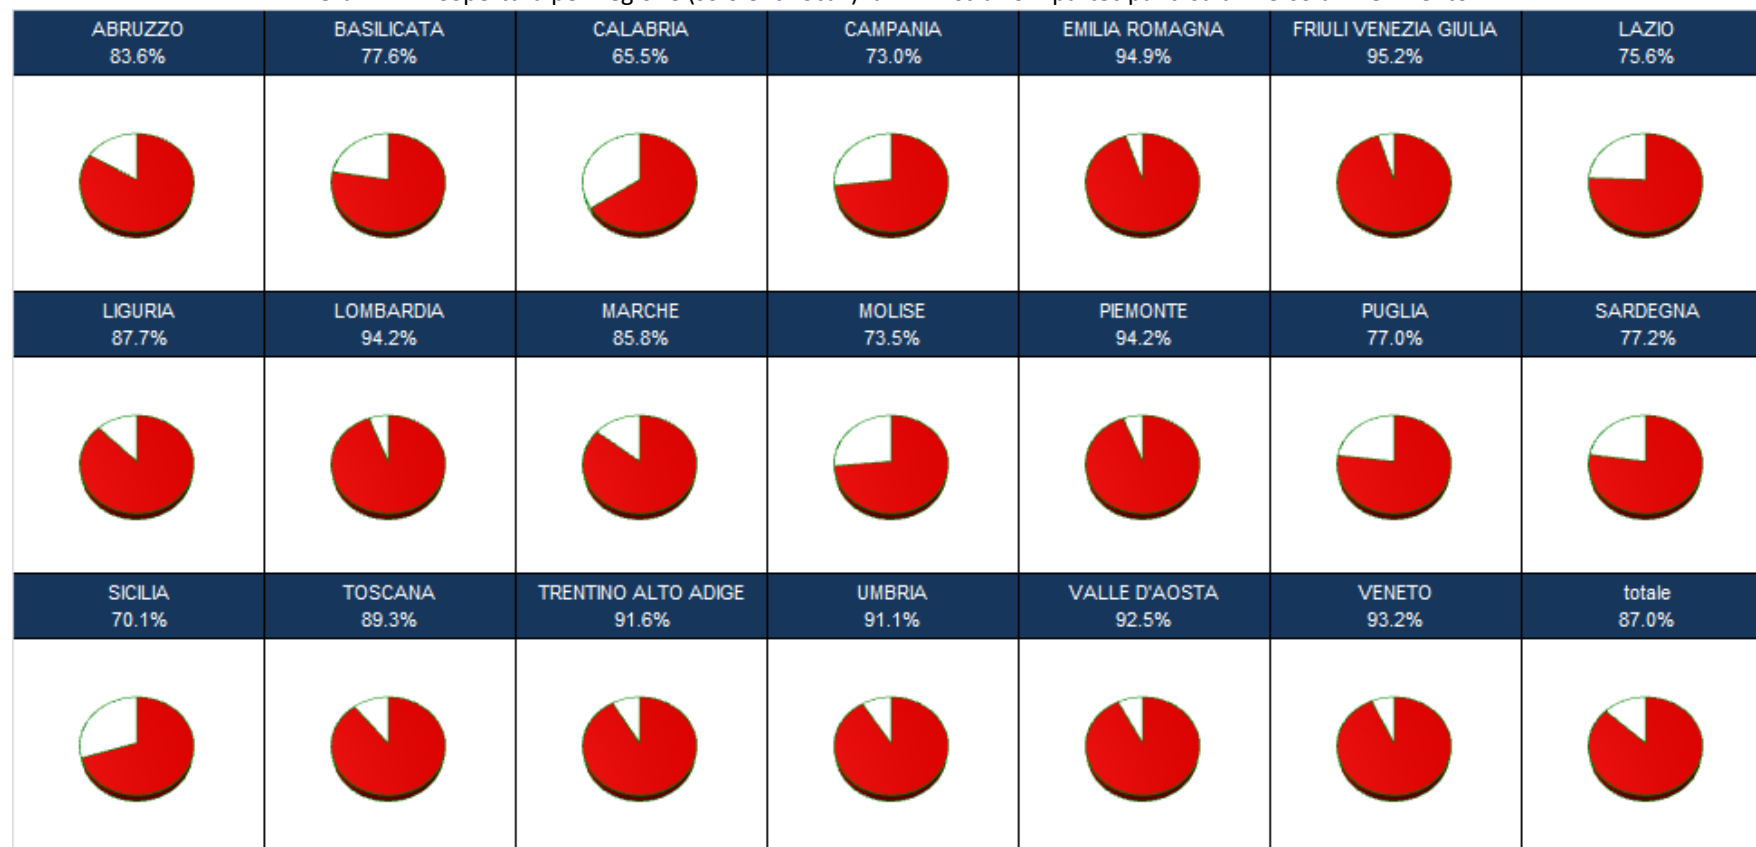 ABRUZZO
83.6%
BASILICATA
77.6%
CALABRIA
65.5%
CAMPANIA
73.0%
EMILIA ROMAGNA
94.9%
FRIULI VENEZIA GIULIA
95.2%
LAZIO
75.6%
LIGURIA
87.7%
LOMBARDIA
94.2%
MARCHE
85.8%
MOLISE
73.5%
PIEMONTE
94.2%
PUGLIA
77.0%
SARDEGNA
77.2%
SICILIA
70.1%
TOSCANA
89.3%
TRENTINO ALTO ADIGE
91.6%
UMBRIA
91.1%
VALLE D'AOSTA
92.5%
VENETO
93.2%
totale
87.0%